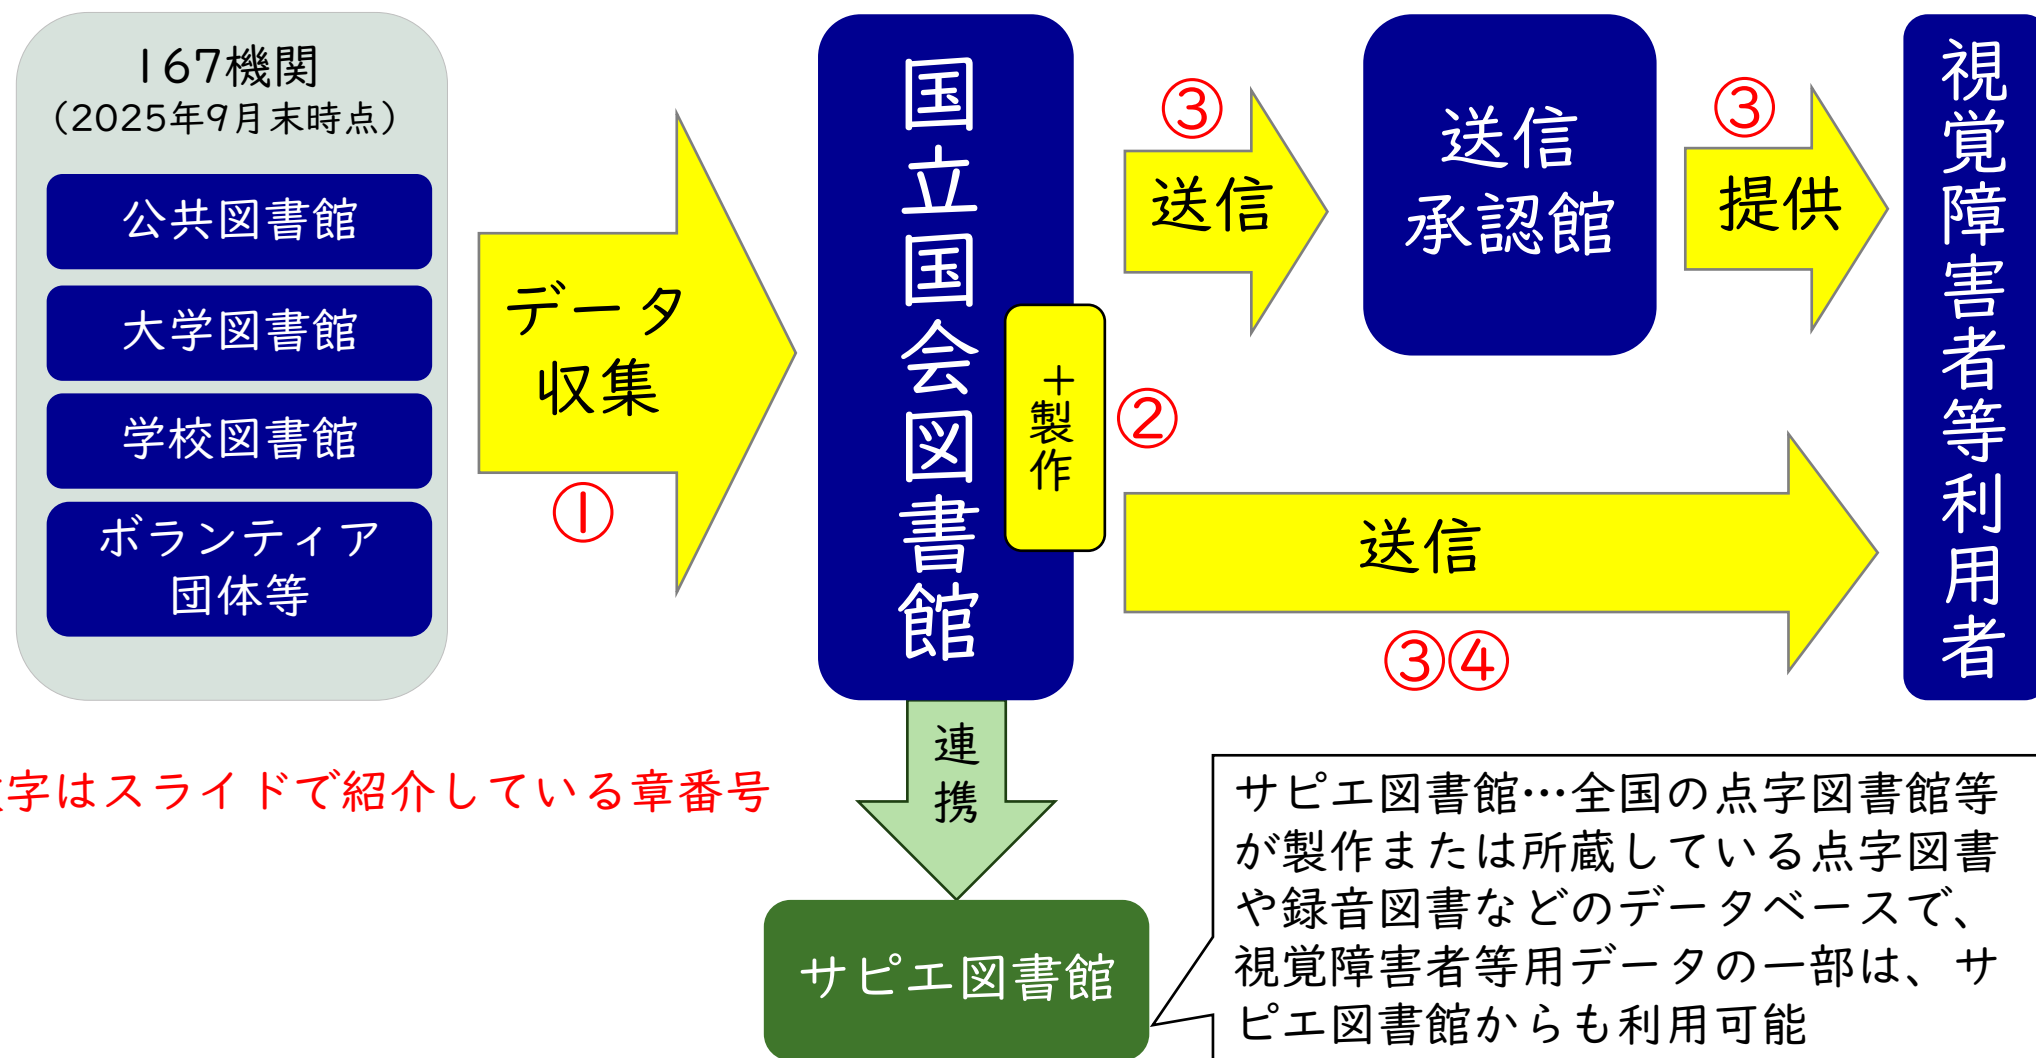 167機関
(2025年9月末時点)
公共図書館
大学図書館
学校図書館
ボランティア
団体等
データ
収集
①
国立国会図書館
+製作
②
③
送信
送信
承認館
③
提供
送信
③④
視覚障害者等利用者
連携
字はスライドで紹介している章番号
サピエ図書館
サピエ図書館…全国の点字図書館等
が製作または所蔵している点字図書
や録音図書などのデータベースで、
視覚障害者等用データの一部は、サ
ピエ図書館からも利用可能